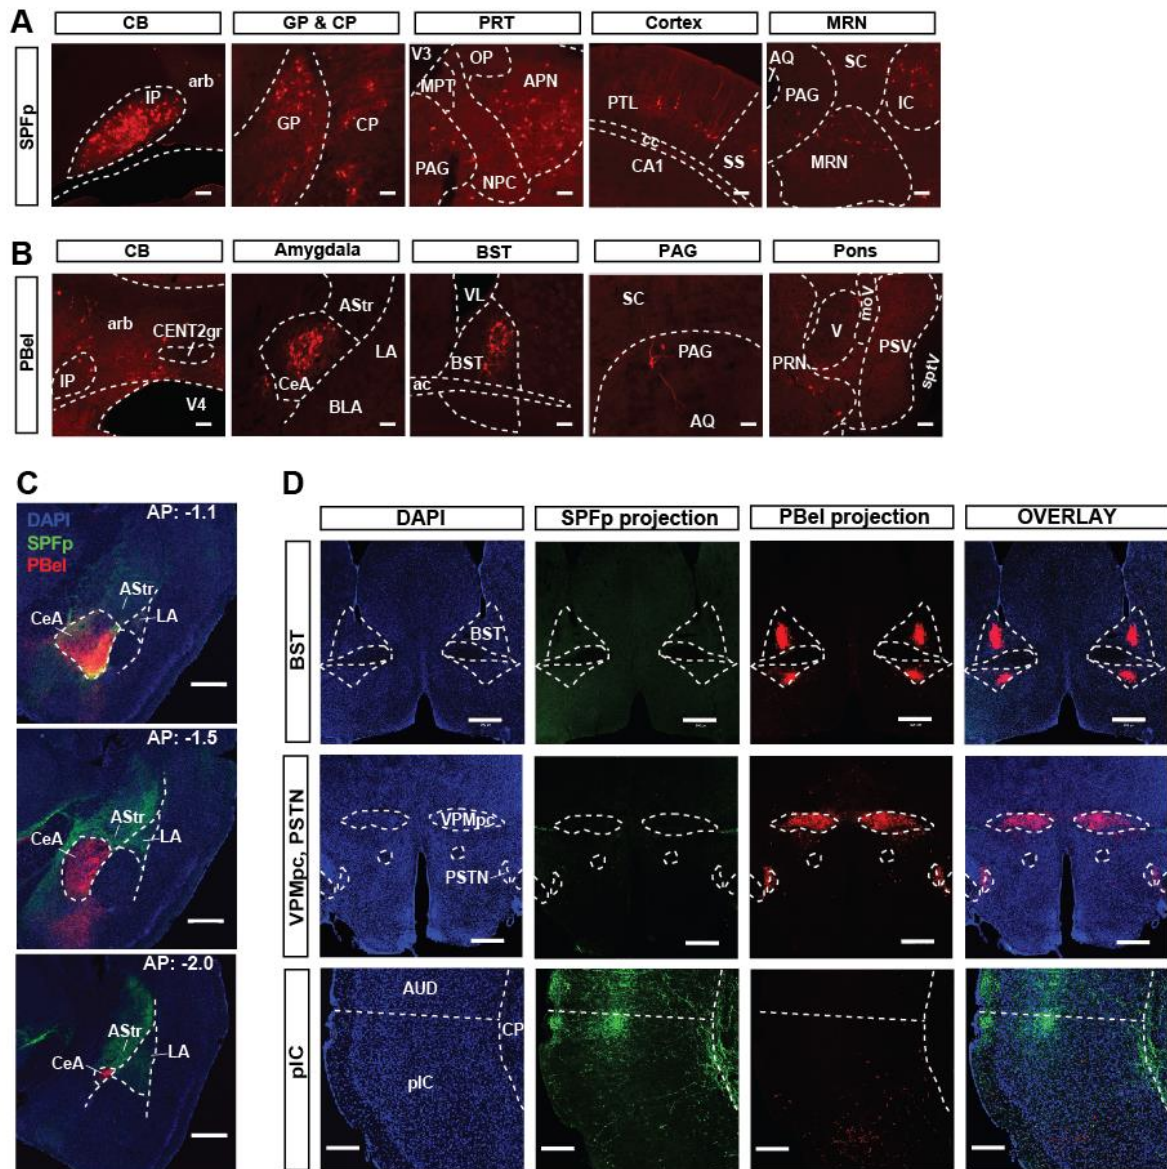 A
CB
GP & CP
PRT
Cortex
MRN
SPFp
arb
IP
GP
CP
V3
OP
MPT
APN
PAG
NPC
PTL
cc
CA1
SS
AQ
SC
PAG
IC
MRN
B
CB
Amygdala
BST
PAG
Pons
PBel
arb
CENT2gr
IP
V4
AStr
LA
CeA
BLA
VL
BST
ac
SC
PAG
AQ
moV
V
PSV
PRN
sptV
C
DAPI
SPFp
PBel
AP: -1.1
AStr
CeA
LA
AP: -1.5
AStr
CeA
LA
AP: -2.0
AStr
CeA
LA
D
DAPI
SPFp projection
PBel projection
OVERLAY
BST
BST
VPMpc, PSTN
VPMpc
PSTN
pIC
AUD
CP
pIC